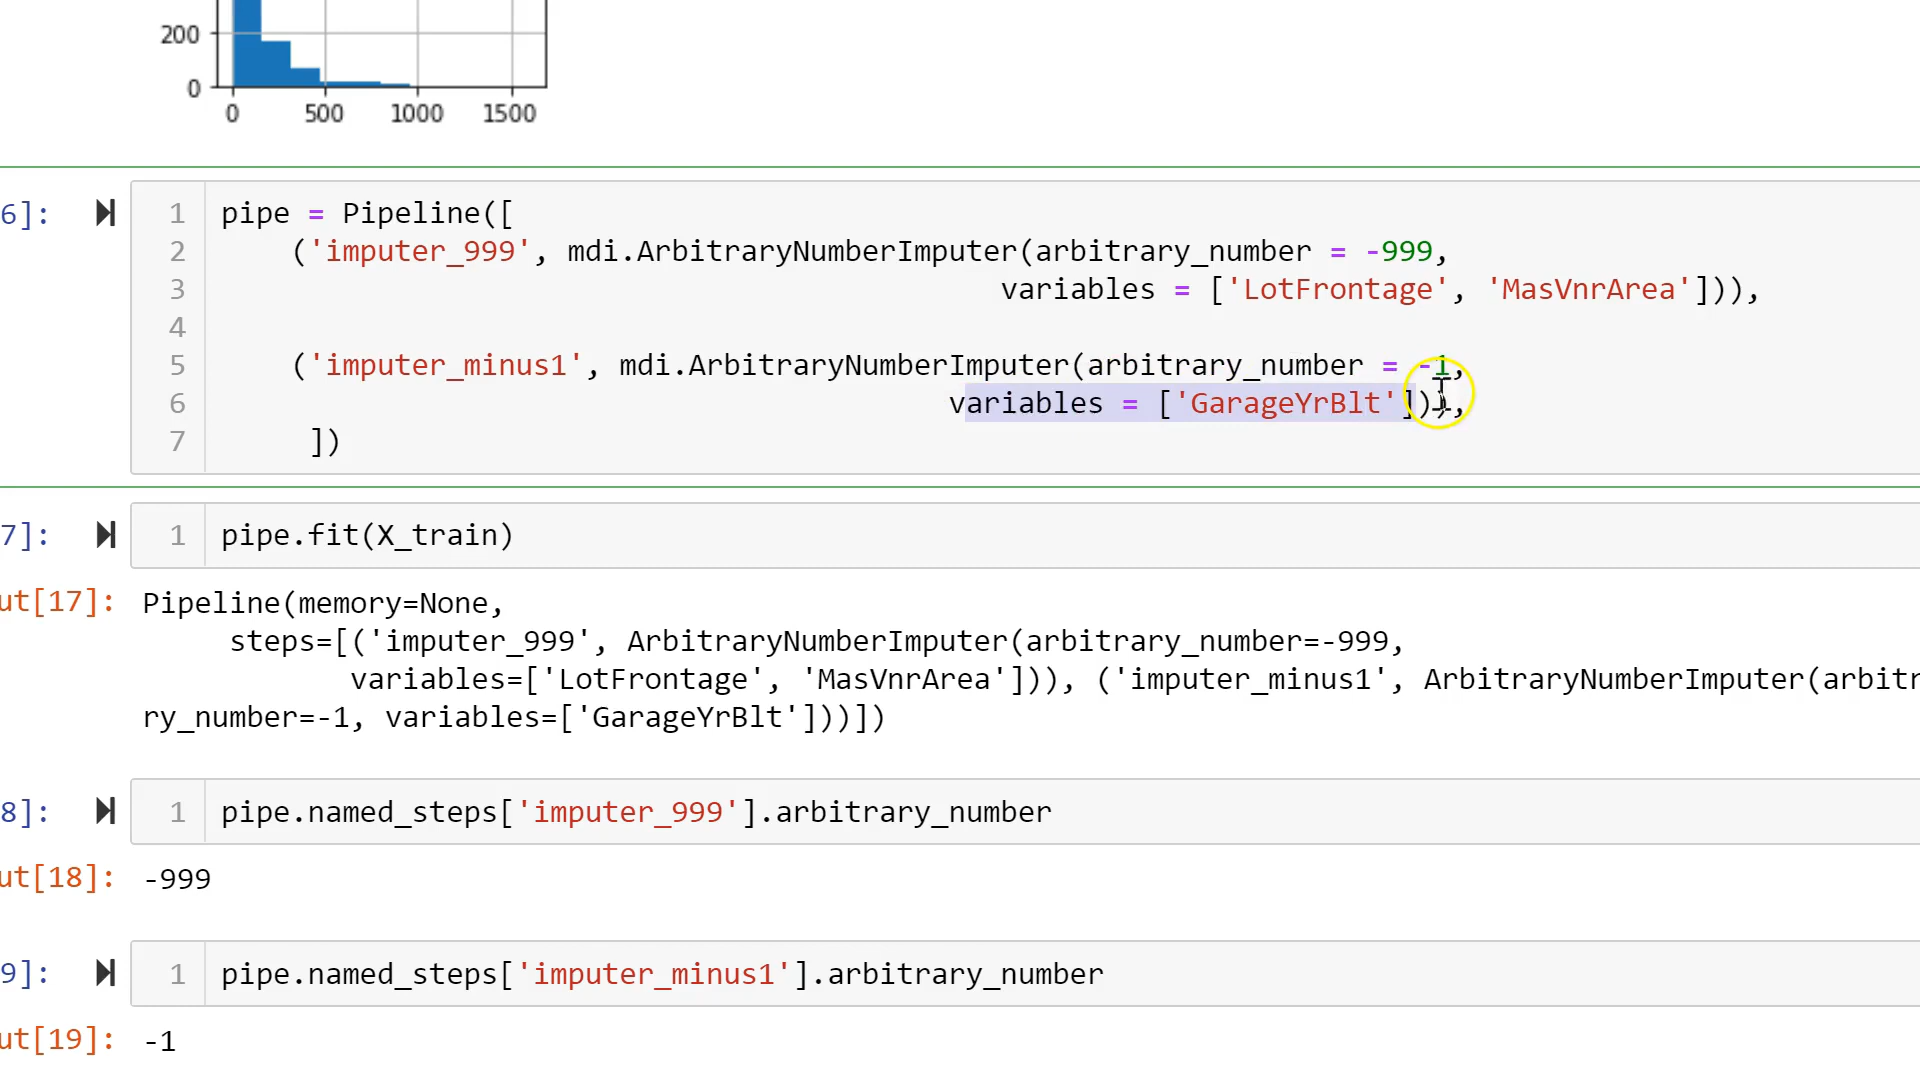 200
0
0 500 1000 1500
6]: 1 pipe = Pipeline([
2 ('imputer_999', mdi.ArbitraryNumberImputer(arbitrary_number = -999,
3 variables = ['LotFrontage', 'MasVnrArea'])),
4
5 ('imputer_minus1', mdi.ArbitraryNumberImputer(arbitrary_number = -1,
6 variables = ['GarageYrBlt'])),
7 ])
7]: 1 pipe.fit(X_train)
ut[17]: Pipeline(memory=None,
steps=[('imputer_999', ArbitraryNumberImputer(arbitrary_number=-999,
variables=['LotFrontage', 'MasVnrArea'])), ('imputer_minus1', ArbitraryNumberImputer(arbitr
ry_number=-1, variables=['GarageYrBlt']))])
8]: 1 pipe.named_steps['imputer_999'].arbitrary_number
ut[18]: -999
9]: 1 pipe.named_steps['imputer_minus1'].arbitrary_number
ut[19]: -1